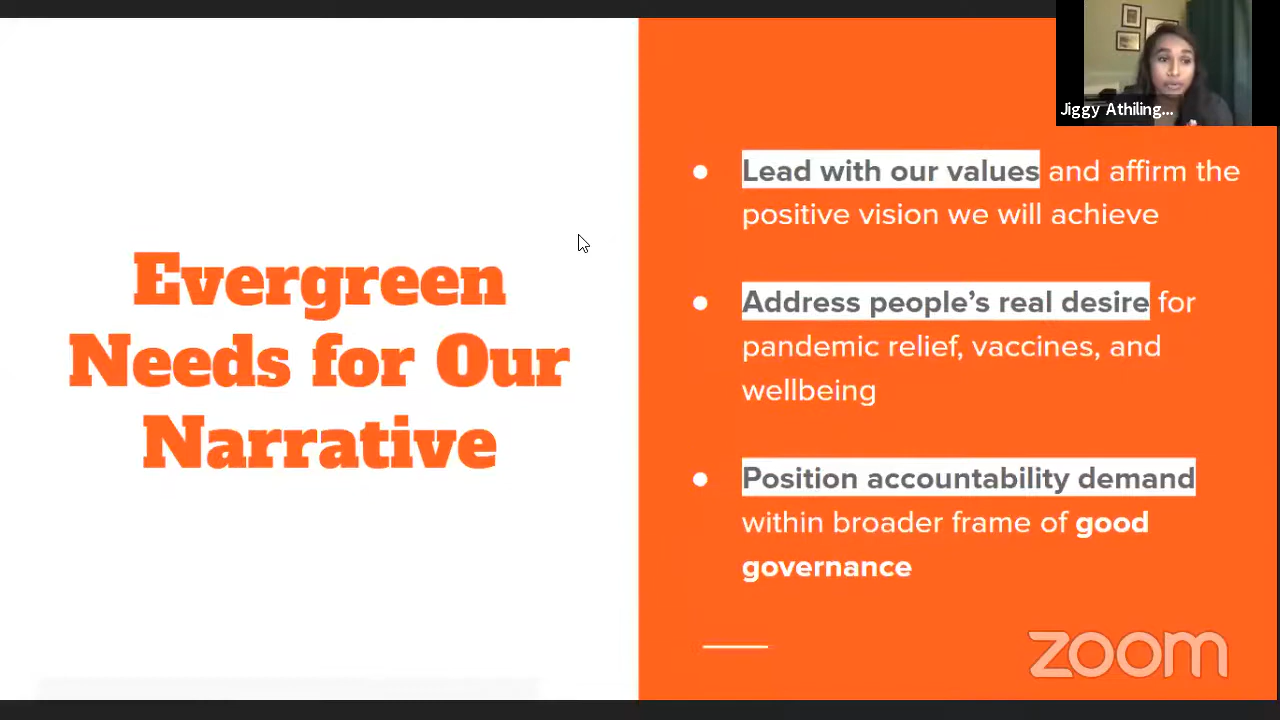 Jiggy Athiling...
Evergreen
Needs for Our
Narrative
● Lead with our values and affirm the
positive vision we will achieve
● Address people’s real desire for
pandemic relief, vaccines, and
wellbeing
● Position accountability demand
within broader frame of good
governance
zoom